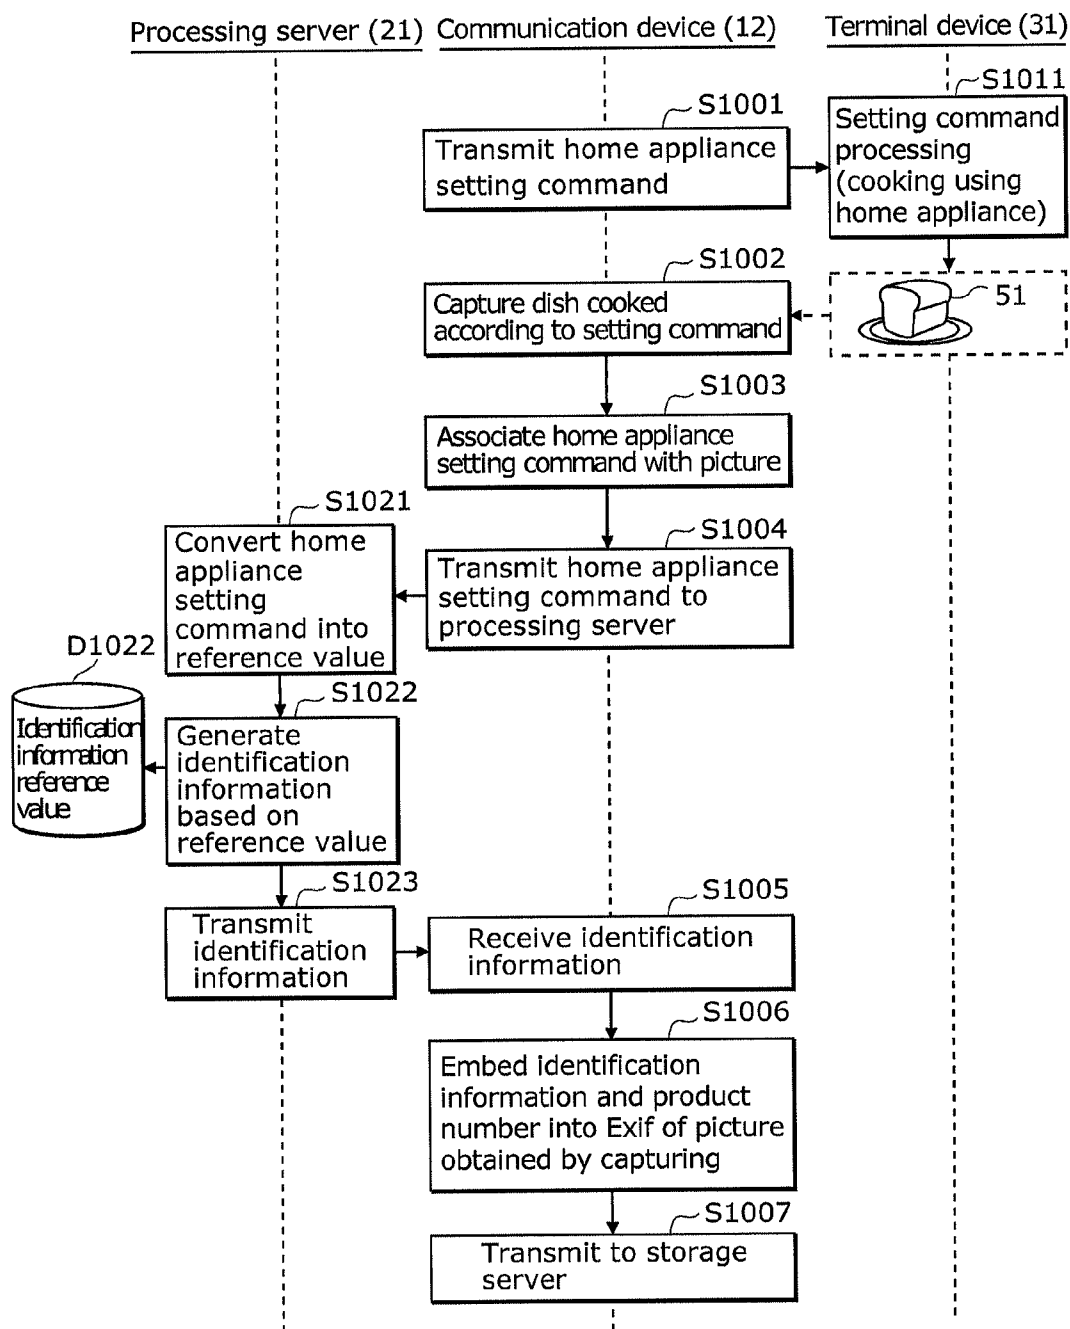 Processing server (21)
Communication device (12)
Terminal device (31)
S1001
Transmit home appliance
setting command
S1011
Setting command
processing
(cooking using
home appliance)
S1002
Capture dish cooked
according to setting command
51
S1003
Associate home appliance
setting command with picture
S1004
Transmit home appliance
setting command to
processing server
S1021
Convert home
appliance
setting
command into
reference value
D1022
Identification
information
reference
value
S1022
Generate
identification
information
based on
reference value
S1023
Transmit
identification
information
S1005
Receive identification
information
S1006
Embed identification
information and product
number into Exif of picture
obtained by capturing
S1007
Transmit to storage
server